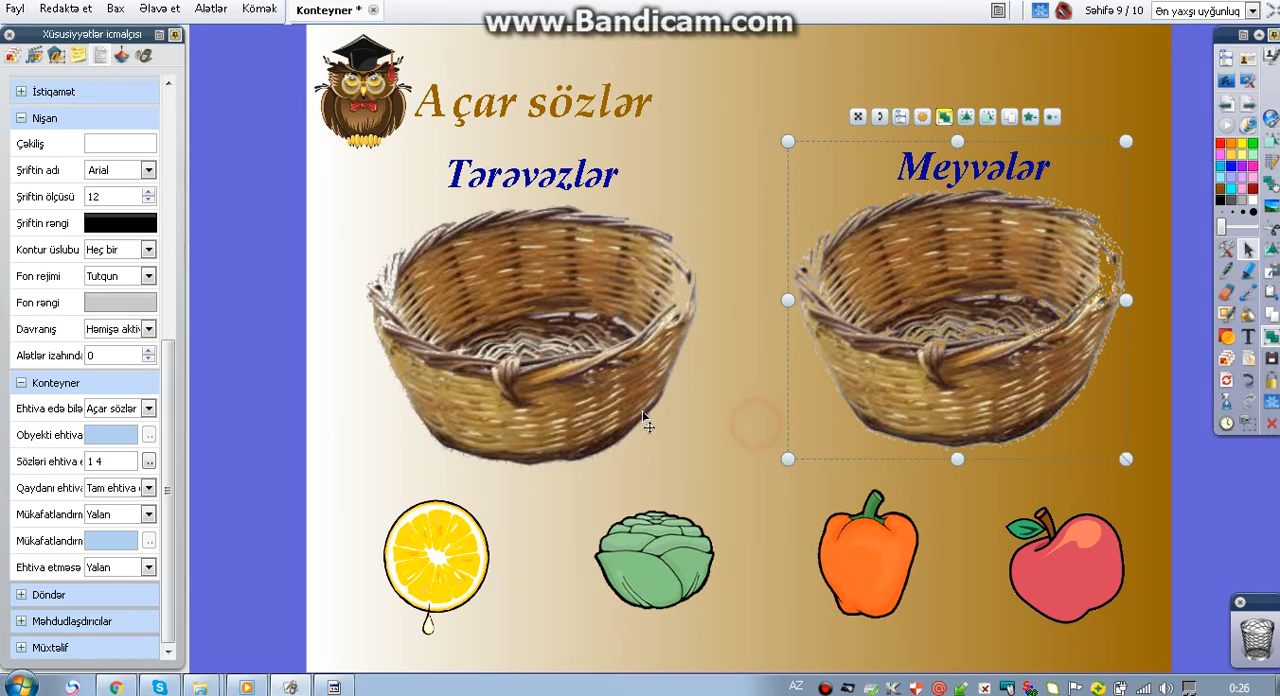 Fayl Redaktə et Bax Əlavə et Alətlər Kömək
Konteyner *
www.Bandicam.com
Səhifə 9 / 10
Ən yaxşı uyğunluq
Xüsusiyyətlər icmalçısı
İstiqamət
Nişan
Çəkiliş
Şriftin adı Arial
Şriftin ölçüsü 12
Şriftin rəngi
Kontur üslubu Heç bir
Fon rejimi Tutqun
Fon rəngi
Davranış Həmişə akti
Alətlər izahında 0
Konteyner
Ehtiva edə bilə Açar sözlər
Obyekti ehtiva
Sözləri ehtiva e 1 4
Qaydanı ehtiva Tam ehtiva
Mükafatlandırn Yalan
Mükafatlandırn
Ehtiva etməsə Yalan
Döndər
Məhdudlaşdırıcılar
Müxtəlif
Açar sözlər
Tərəvəzlər
Meyvələr
AZ
0:26